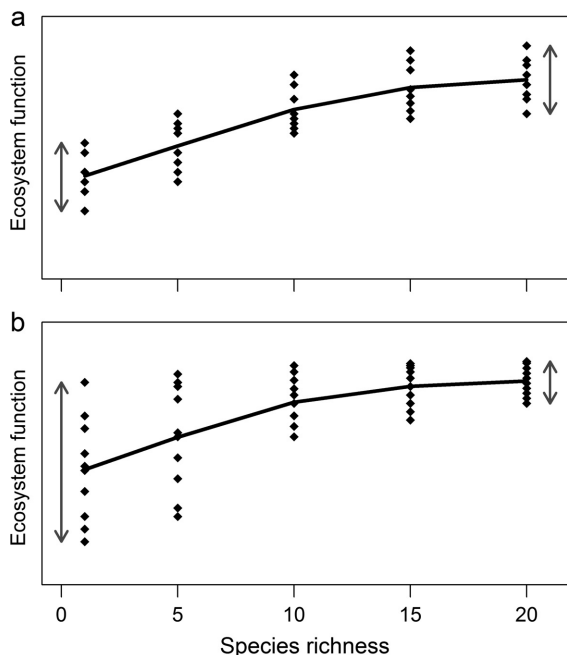 a
Ecosystem function
b
Ecosystem function
0 5 10 15 20
Species richness